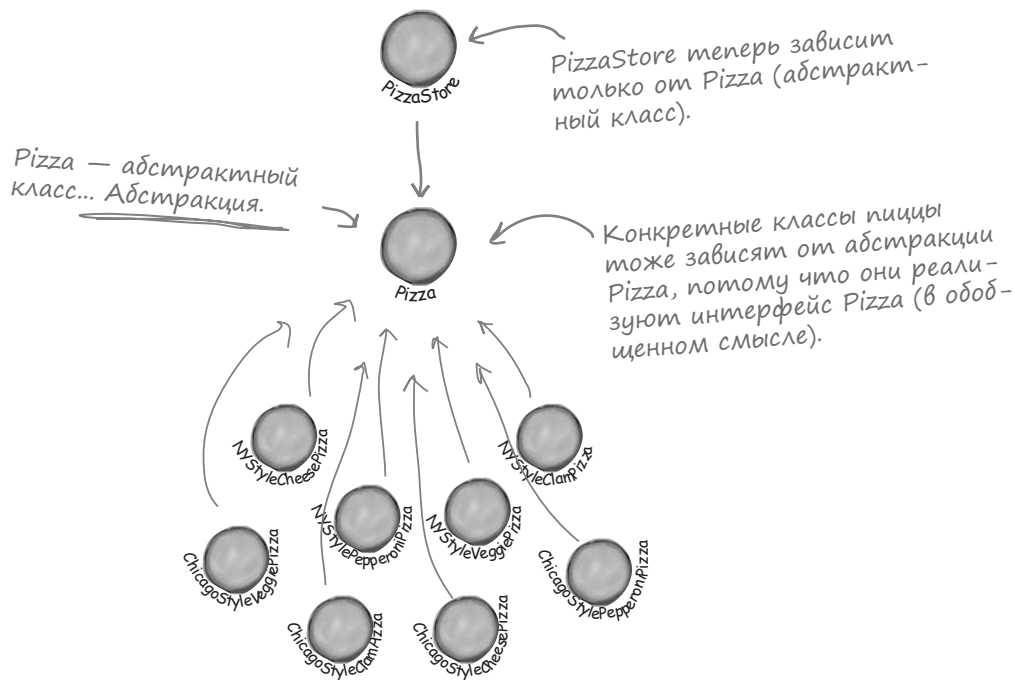 PizzaStore
PizzaStore теперь зависит
только от Pizza (абстракт-
ный класс).
Pizza — абстрактный
класс... Абстракция.
Pizza
Конкретные классы пиццы
тоже зависят от абстракции
Pizza, потому что они реали-
зуют интерфейс Pizza (в обоб-
щенном смысле).
NYStyleCheesePizza
NYStyleClamPizza
NYStylePepperoniPizza
NYStyleVeggiePizza
ChicagoStyleVeggiePizza
ChicagoStylePepperoniPizza
ChicagoStyleClamPizza
ChicagoStyleCheesePizza